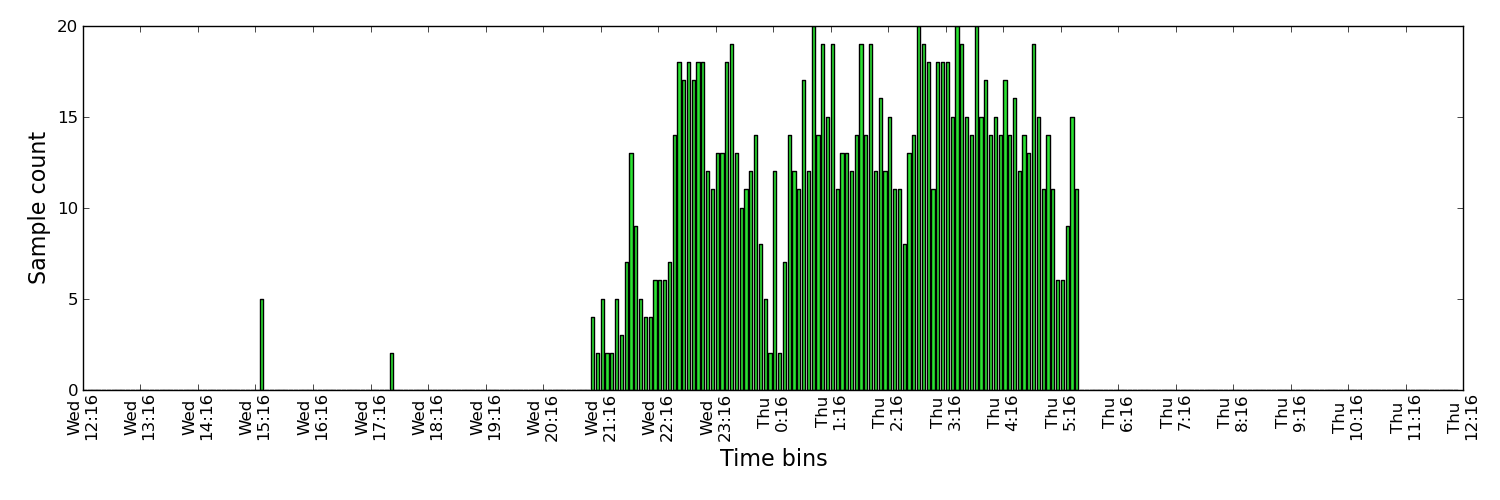 20
15
10
5
0
Sample count
Wed
12:16
Wed
13:16
Wed
14:16
Wed
15:16
Wed
16:16
Wed
17:16
Wed
18:16
Wed
19:16
Wed
20:16
Wed
21:16
Wed
22:16
Wed
23:16
Thu
0:16
Thu
1:16
Thu
2:16
Thu
3:16
Thu
4:16
Thu
5:16
Thu
6:16
Thu
7:16
Thu
8:16
Thu
9:16
Thu
10:16
Thu
11:16
Thu
12:16
Time bins